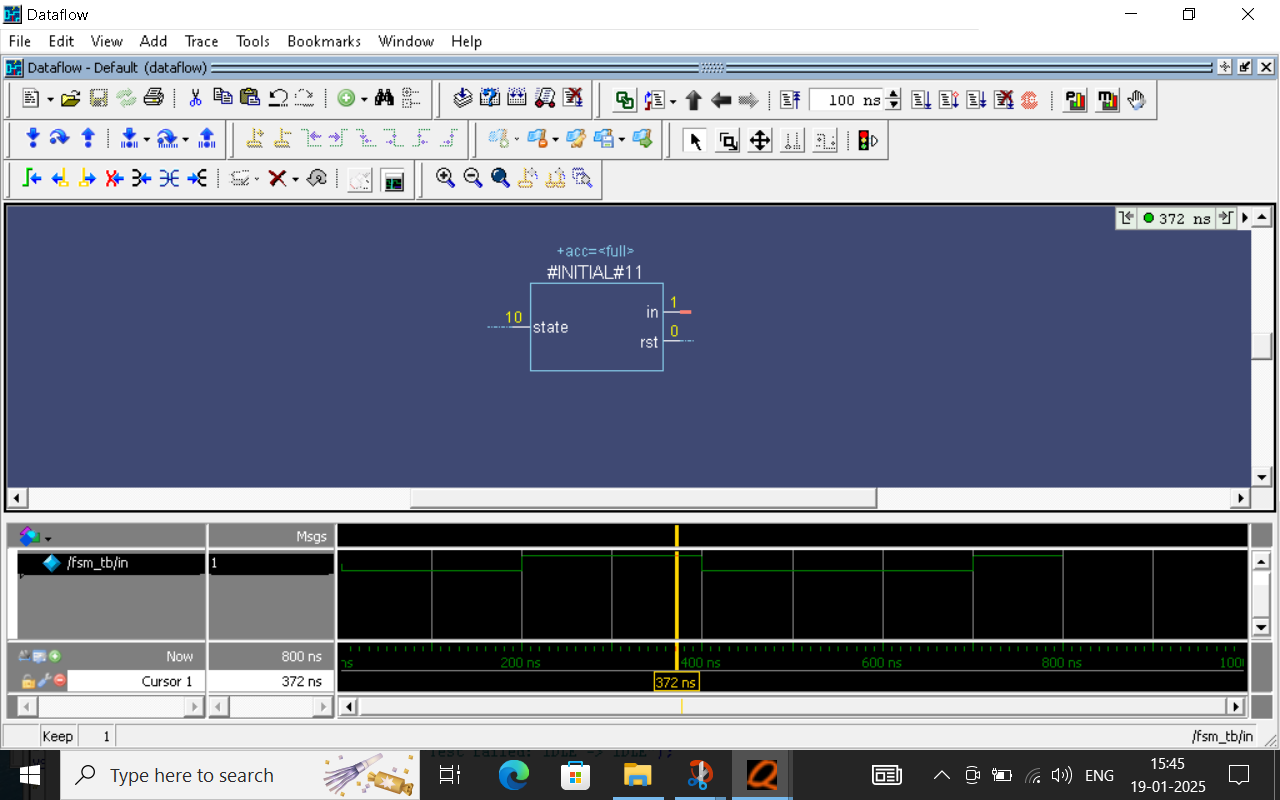 Dataflow
File Edit View Add Trace Tools Bookmarks Window Help
Dataflow - Default (dataflow)
100 ns
372 ns
+acc=<full>
#INITIAL#11
10
state
in
1
rst
0
Msgs
/fsm_tb/in
1
Now
800 ns
ns
200 ns
400 ns
600 ns
800 ns
Cursor 1
372 ns
372 ns
/fsm_tb/in
Keep
1
Type here to search
ENG
15:45
19-01-2025